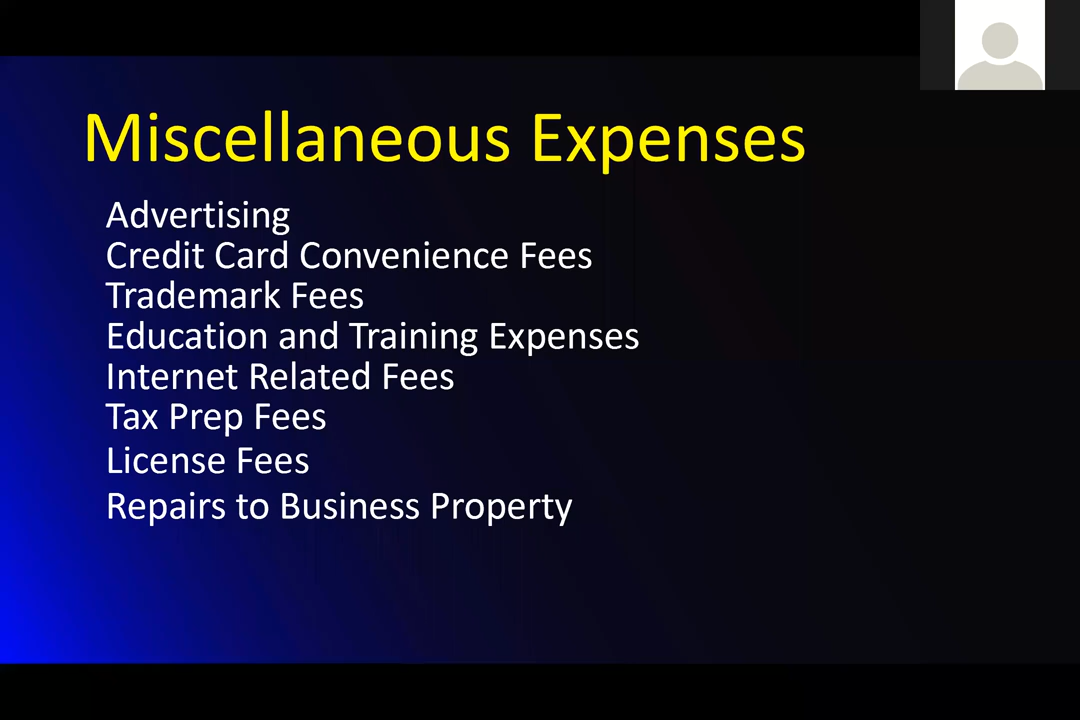 Miscellaneous Expenses
Advertising
Credit Card Convenience Fees
Trademark Fees
Education and Training Expenses
Internet Related Fees
Tax Prep Fees
License Fees
Repairs to Business Property